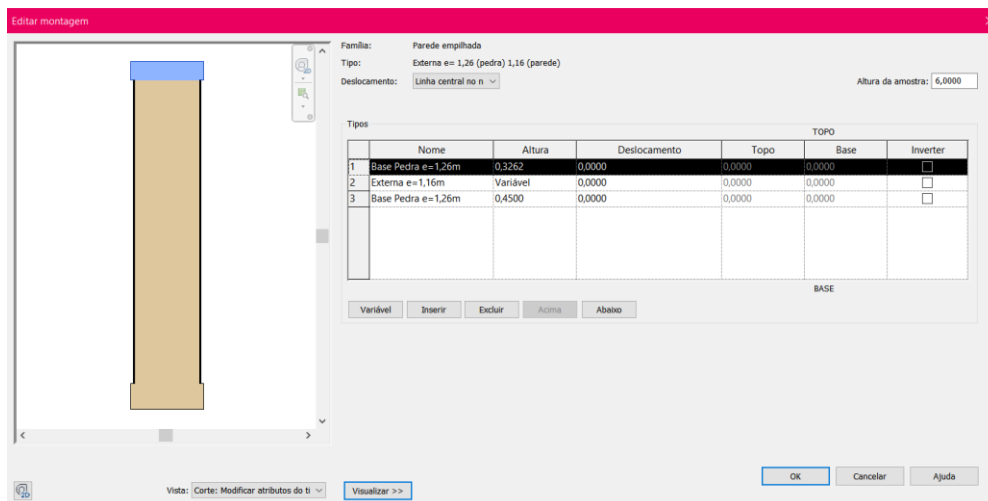 Editar montagem
Família: Parede empilhada
Tipo: Externa e= 1,26 (pedra) 1,16 (parede)
Deslocamento: Linha central no n
Altura da amostra: 6,0000
Tipos
TOPO
Nome Altura Deslocamento Topo Base Inverter
1 Base Pedra e=1,26m 0,3262 0,0000 0,0000 0,0000
2 Externa e=1,16m Variável 0,0000 0,0000 0,0000
3 Base Pedra e=1,26m 0,4500 0,0000 0,0000 0,0000
BASE
Variável Inserir Excluir Acima Abaixo
OK Cancelar Ajuda
Vista: Corte: Modificar atributos do ti Visualizar >>